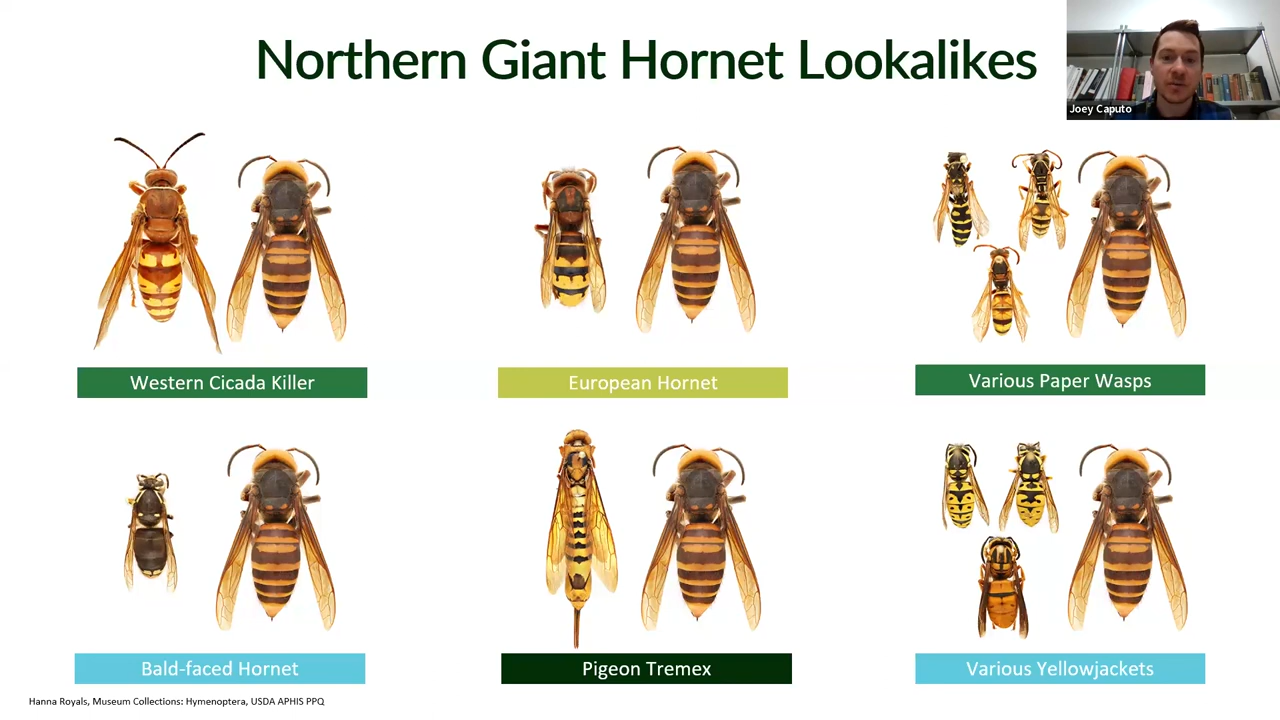 Northern Giant Hornet Lookalikes
Joey Caputo
Western Cicada Killer
European Hornet
Various Paper Wasps
Bald-faced Hornet
Pigeon Tremex
Various Yellowjackets
Hanna Royals, Museum Collections: Hymenoptera, USDA APHIS PPQ